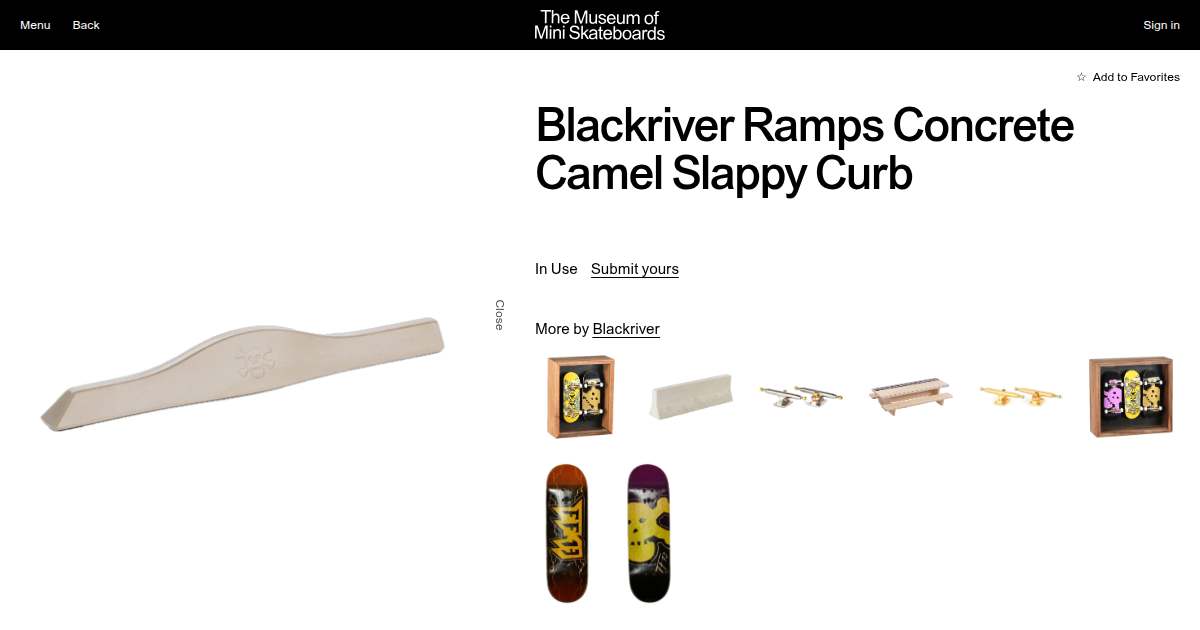 Menu
Back
The Museum of
Mini Skateboards
Sign in
☆ Add to Favorites
Blackriver Ramps Concrete
Camel Slappy Curb
In Use Submit yours
Close
More by Blackriver